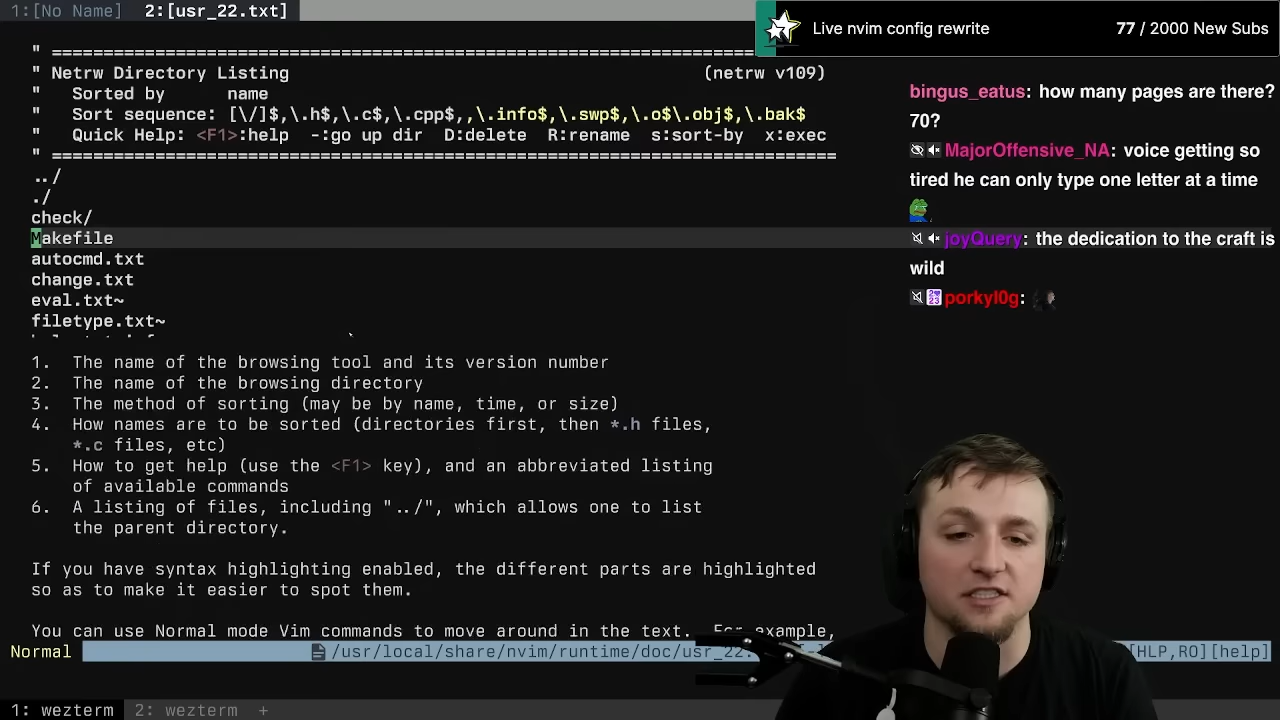 1:[No Name]  2:[usr_22.txt]
Live nvim config rewrite
77 / 2000 New Subs
" ============================================================================
" Netrw Directory Listing                                        (netrw v109)
"   Sorted by      name
"   Sort sequence: [\/]$,\.h$,\.c$,\.cpp$,,\.info$,\.swp$,\.o$\.obj$,\.bak$
"   Quick Help: <F1>:help  -:go up dir  D:delete  R:rename  s:sort-by  x:exec
" ============================================================================
../
./
check/
Makefile
autocmd.txt
change.txt
eval.txt~
filetype.txt~
1.  The name of the browsing tool and its version number
2.  The name of the browsing directory
3.  The method of sorting (may be by name, time, or size)
4.  How names are to be sorted (directories first, then *.h files,
*.c files, etc)
5.  How to get help (use the <F1> key), and an abbreviated listing
of available commands
6.  A listing of files, including "../", which allows one to list
the parent directory.
If you have syntax highlighting enabled, the different parts are highlighted
so as to make it easier to spot them.
You can use Normal mode Vim commands to move around in the text.  For example,
Normal /usr/local/share/nvim/runtime/doc/usr_22. [HLP,RO][help]
1: wezterm  2: wezterm  +
bingus_eatus: how many pages are there?
70?
MajorOffensive_NA: voice getting so
tired he can only type one letter at a time
joyQuery: the dedication to the craft is
wild
porkyl0g: